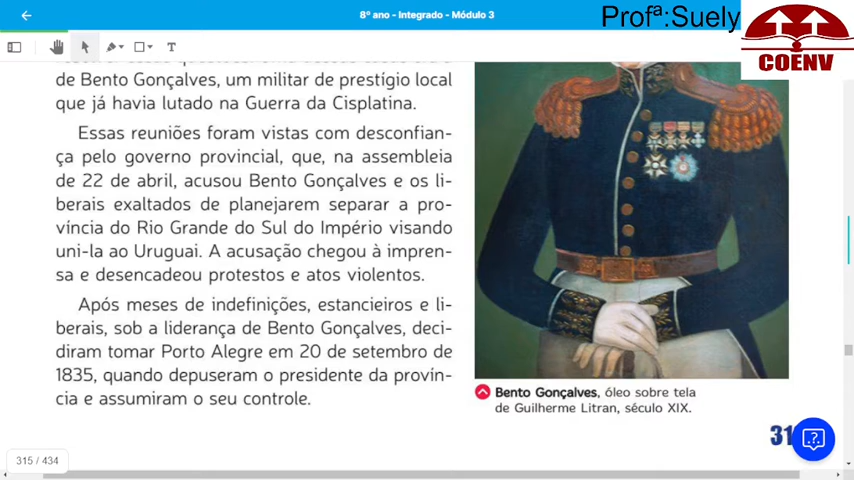 8º ano - Integrado - Módulo 3
Profª:Suely
COENV
de Bento Gonçalves, um militar de prestígio local
que já havia lutado na Guerra da Cisplatina.
Essas reuniões foram vistas com desconfian-
ça pelo governo provincial, que, na assembleia
de 22 de abril, acusou Bento Gonçalves e os li-
berais exaltados de planejarem separar a pro-
víncia do Rio Grande do Sul do Império visando
uni-la ao Uruguai. A acusação chegou à impren-
sa e desencadeou protestos e atos violentos.
Após meses de indefinições, estancieiros e li-
berais, sob a liderança de Bento Gonçalves, deci-
diram tomar Porto Alegre em 20 de setembro de
1835, quando depuseram o presidente da provín-
cia e assumiram o seu controle.
Bento Gonçalves, óleo sobre tela
de Guilherme Litran, século XIX.
315 / 434